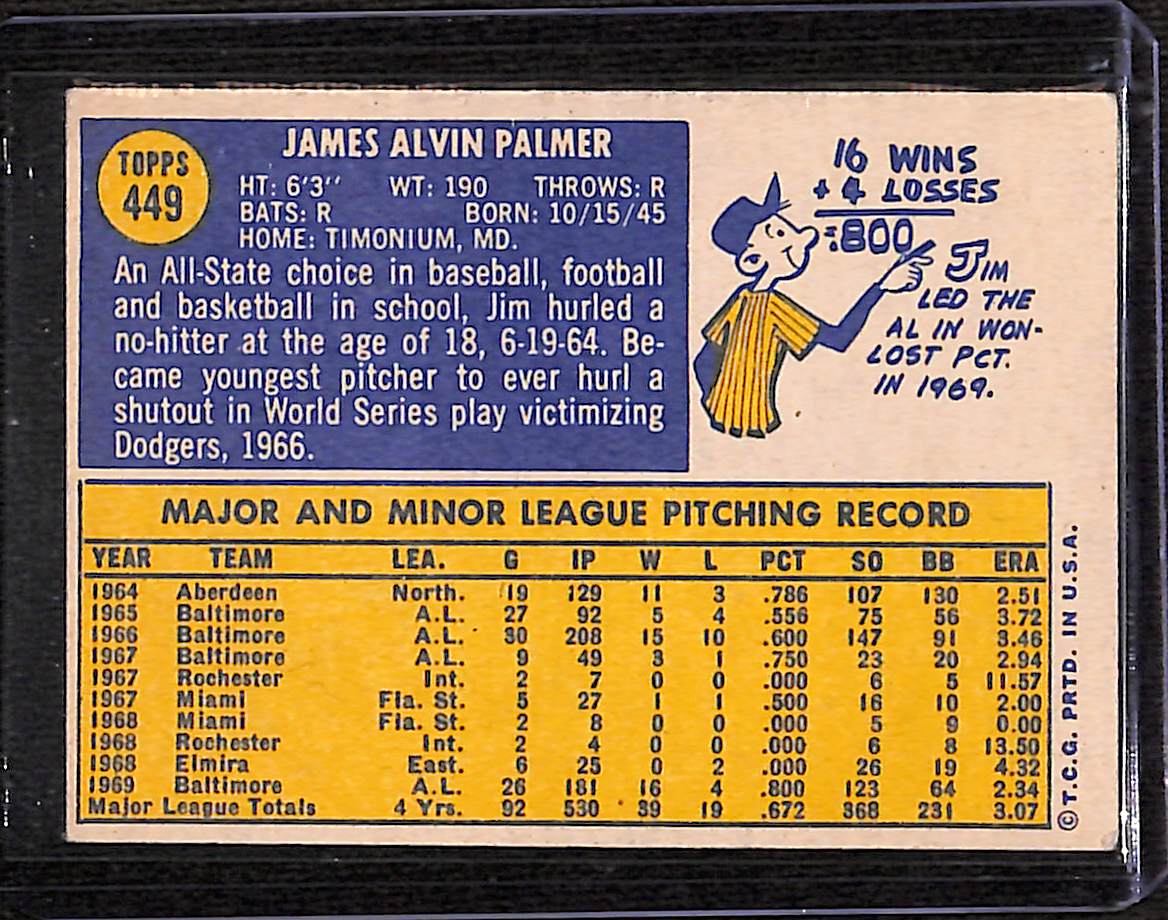 TOPPS
449
JAMES ALVIN PALMER
HT: 6'3" WT: 190 THROWS: R
BATS: R BORN: 10/15/45
HOME: TIMONIUM, MD.
An All-State choice in baseball, football
and basketball in school, Jim hurled a
no-hitter at the age of 18, 6-19-64. Be-
came youngest pitcher to ever hurl a
shutout in World Series play victimizing
Dodgers, 1966.
16 WINS
+ 4 LOSSES
=.800
JIM
LED THE
AL IN WON-
LOST PCT.
IN 1969.
MAJOR AND MINOR LEAGUE PITCHING RECORD
YEAR TEAM LEA. G IP W L PCT SO BB ERA
1964 Aberdeen North. 19 129 11 3 .786 107 130 2.51
1965 Baltimore A.L. 27 92 5 4 .556 75 56 3.72
1966 Baltimore A.L. 30 208 15 10 .600 147 91 3.46
1967 Baltimore A.L. 9 49 3 1 .750 23 20 2.94
1967 Rochester Int. 2 7 0 0 .000 6 5 11.57
1967 Miami Fla. St. 5 27 1 1 .500 16 10 2.00
1968 Miami Fla. St. 2 8 0 0 .000 5 9 0.00
1968 Rochester Int. 2 4 0 0 .000 6 8 13.50
1968 Elmira East. 6 25 0 2 .000 26 19 4.32
1969 Baltimore A.L. 26 181 16 4 .800 123 64 2.34
Major League Totals 4 Yrs. 92 530 39 19 .672 368 231 3.07
©T.C.G. PRTD. IN U.S.A.